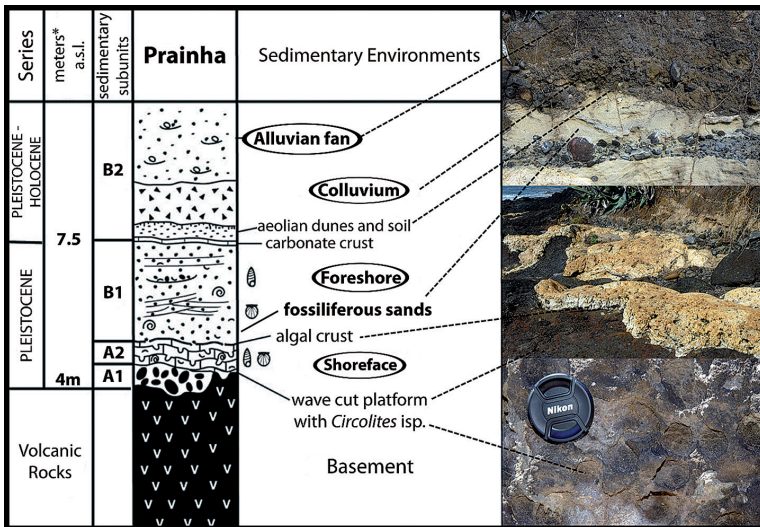 Series
meters*
a.s.l.
sedimentary
subunits
Prainha
Sedimentary Environments
PLEISTOCENE -
HOLOCENE
PLEISTOCENE
Volcanic
Rocks
7.5
4m
B2
B1
A2
A1
Alluvian fan
Colluvium
aeolian dunes and soil
carbonate crust
Foreshore
fossiliferous sands
algal crust
Shoreface
wave cut platform
with Circolites isp.
Basement
Nikon